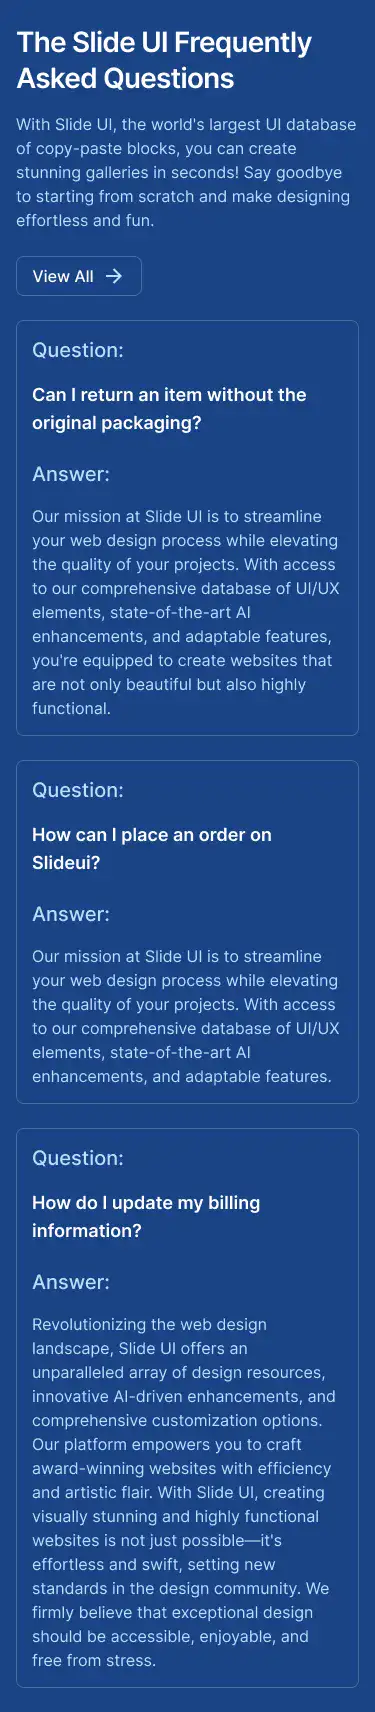 The Slide UI Frequently
Asked Questions
With Slide UI, the world's largest UI database
of copy-paste blocks, you can create
stunning galleries in seconds! Say goodbye
to starting from scratch and make designing
effortless and fun.
View All
Question:
Can I return an item without the
original packaging?
Answer:
Our mission at Slide UI is to streamline
your web design process while elevating
the quality of your projects. With access
to our comprehensive database of UI/UX
elements, state-of-the-art AI
enhancements, and adaptable features,
you're equipped to create websites that
are not only beautiful but also highly
functional.
Question:
How can I place an order on
Slideui?
Answer:
Our mission at Slide UI is to streamline
your web design process while elevating
the quality of your projects. With access
to our comprehensive database of UI/UX
elements, state-of-the-art AI
enhancements, and adaptable features.
Question:
How do I update my billing
information?
Answer:
Revolutionizing the web design
landscape, Slide UI offers an
unparalleled array of design resources,
innovative AI-driven enhancements, and
comprehensive customization options.
Our platform empowers you to craft
award-winning websites with efficiency
and artistic flair. With Slide UI, creating
visually stunning and highly functional
websites is not just possible—it's
effortless and swift, setting new
standards in the design community. We
firmly believe that exceptional design
should be accessible, enjoyable, and
free from stress.